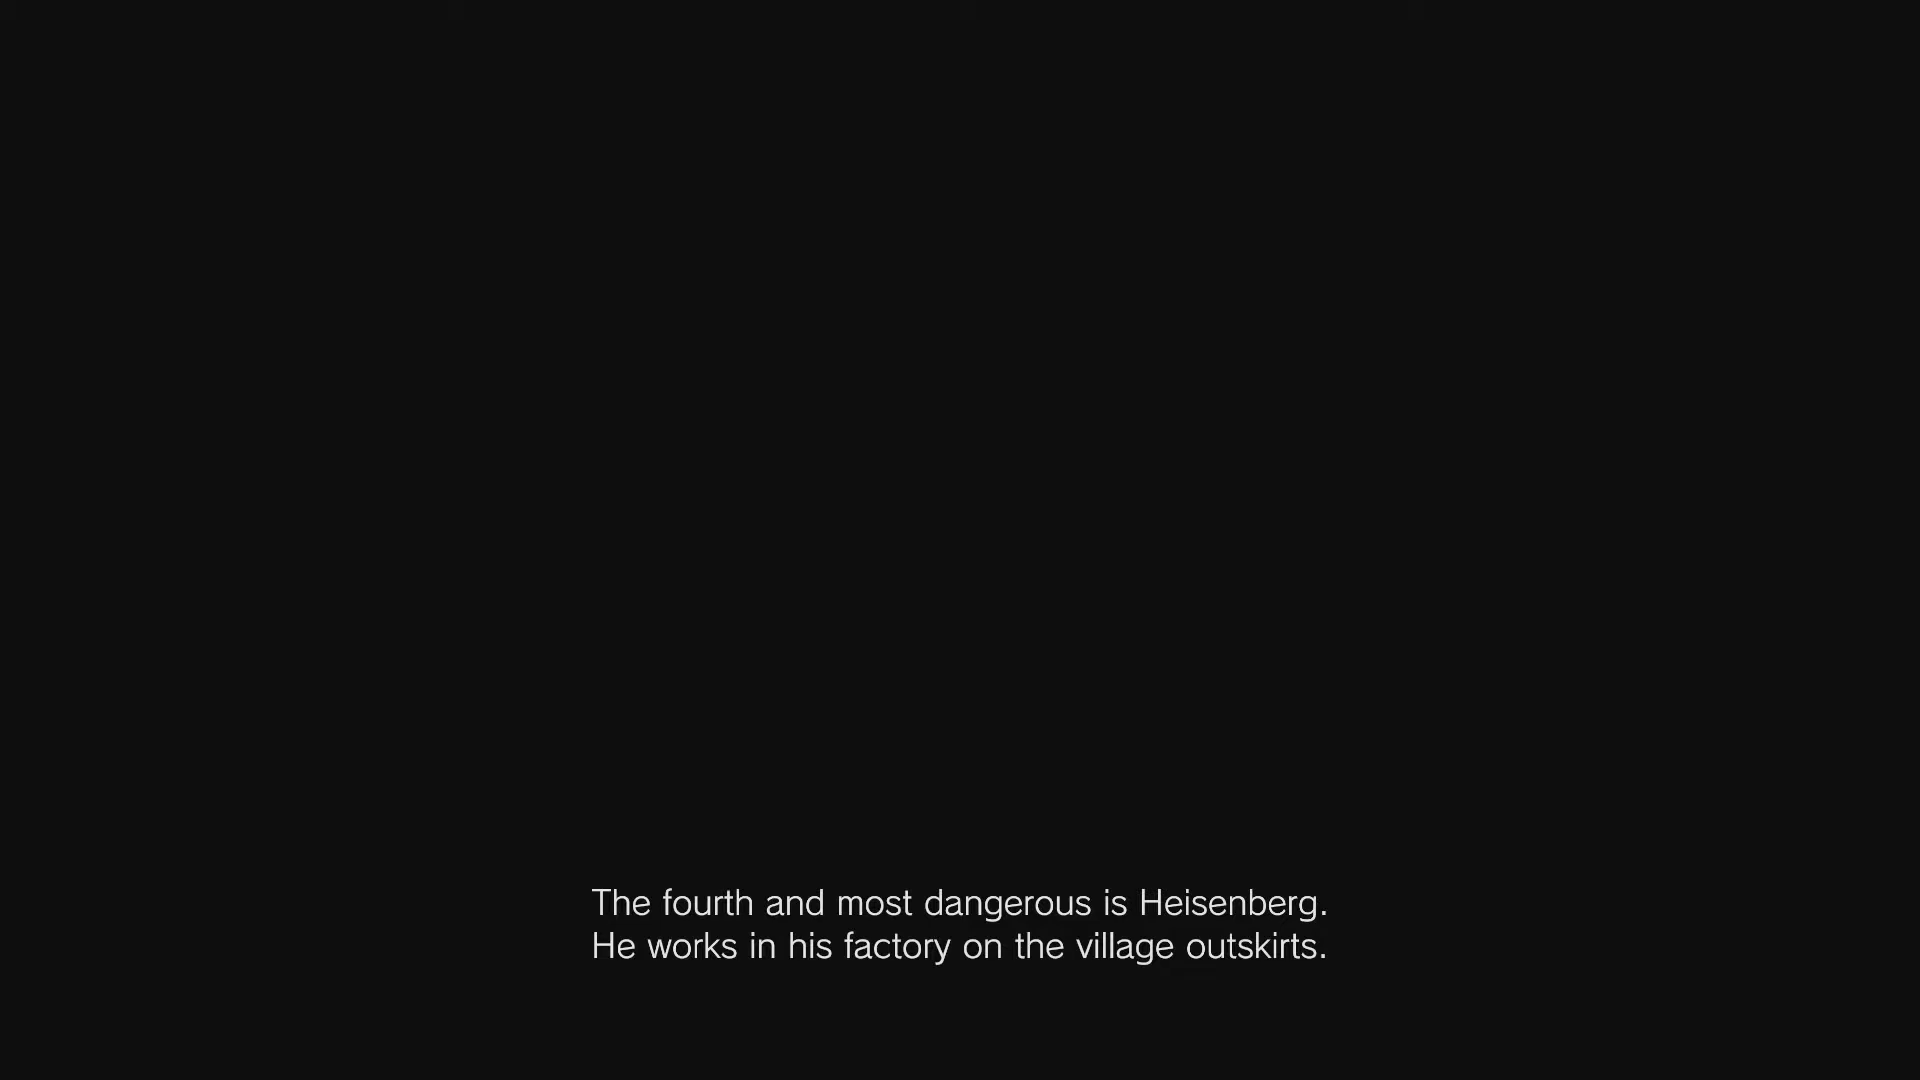 The fourth and most dangerous is Heisenberg.
He works in his factory on the village outskirts.